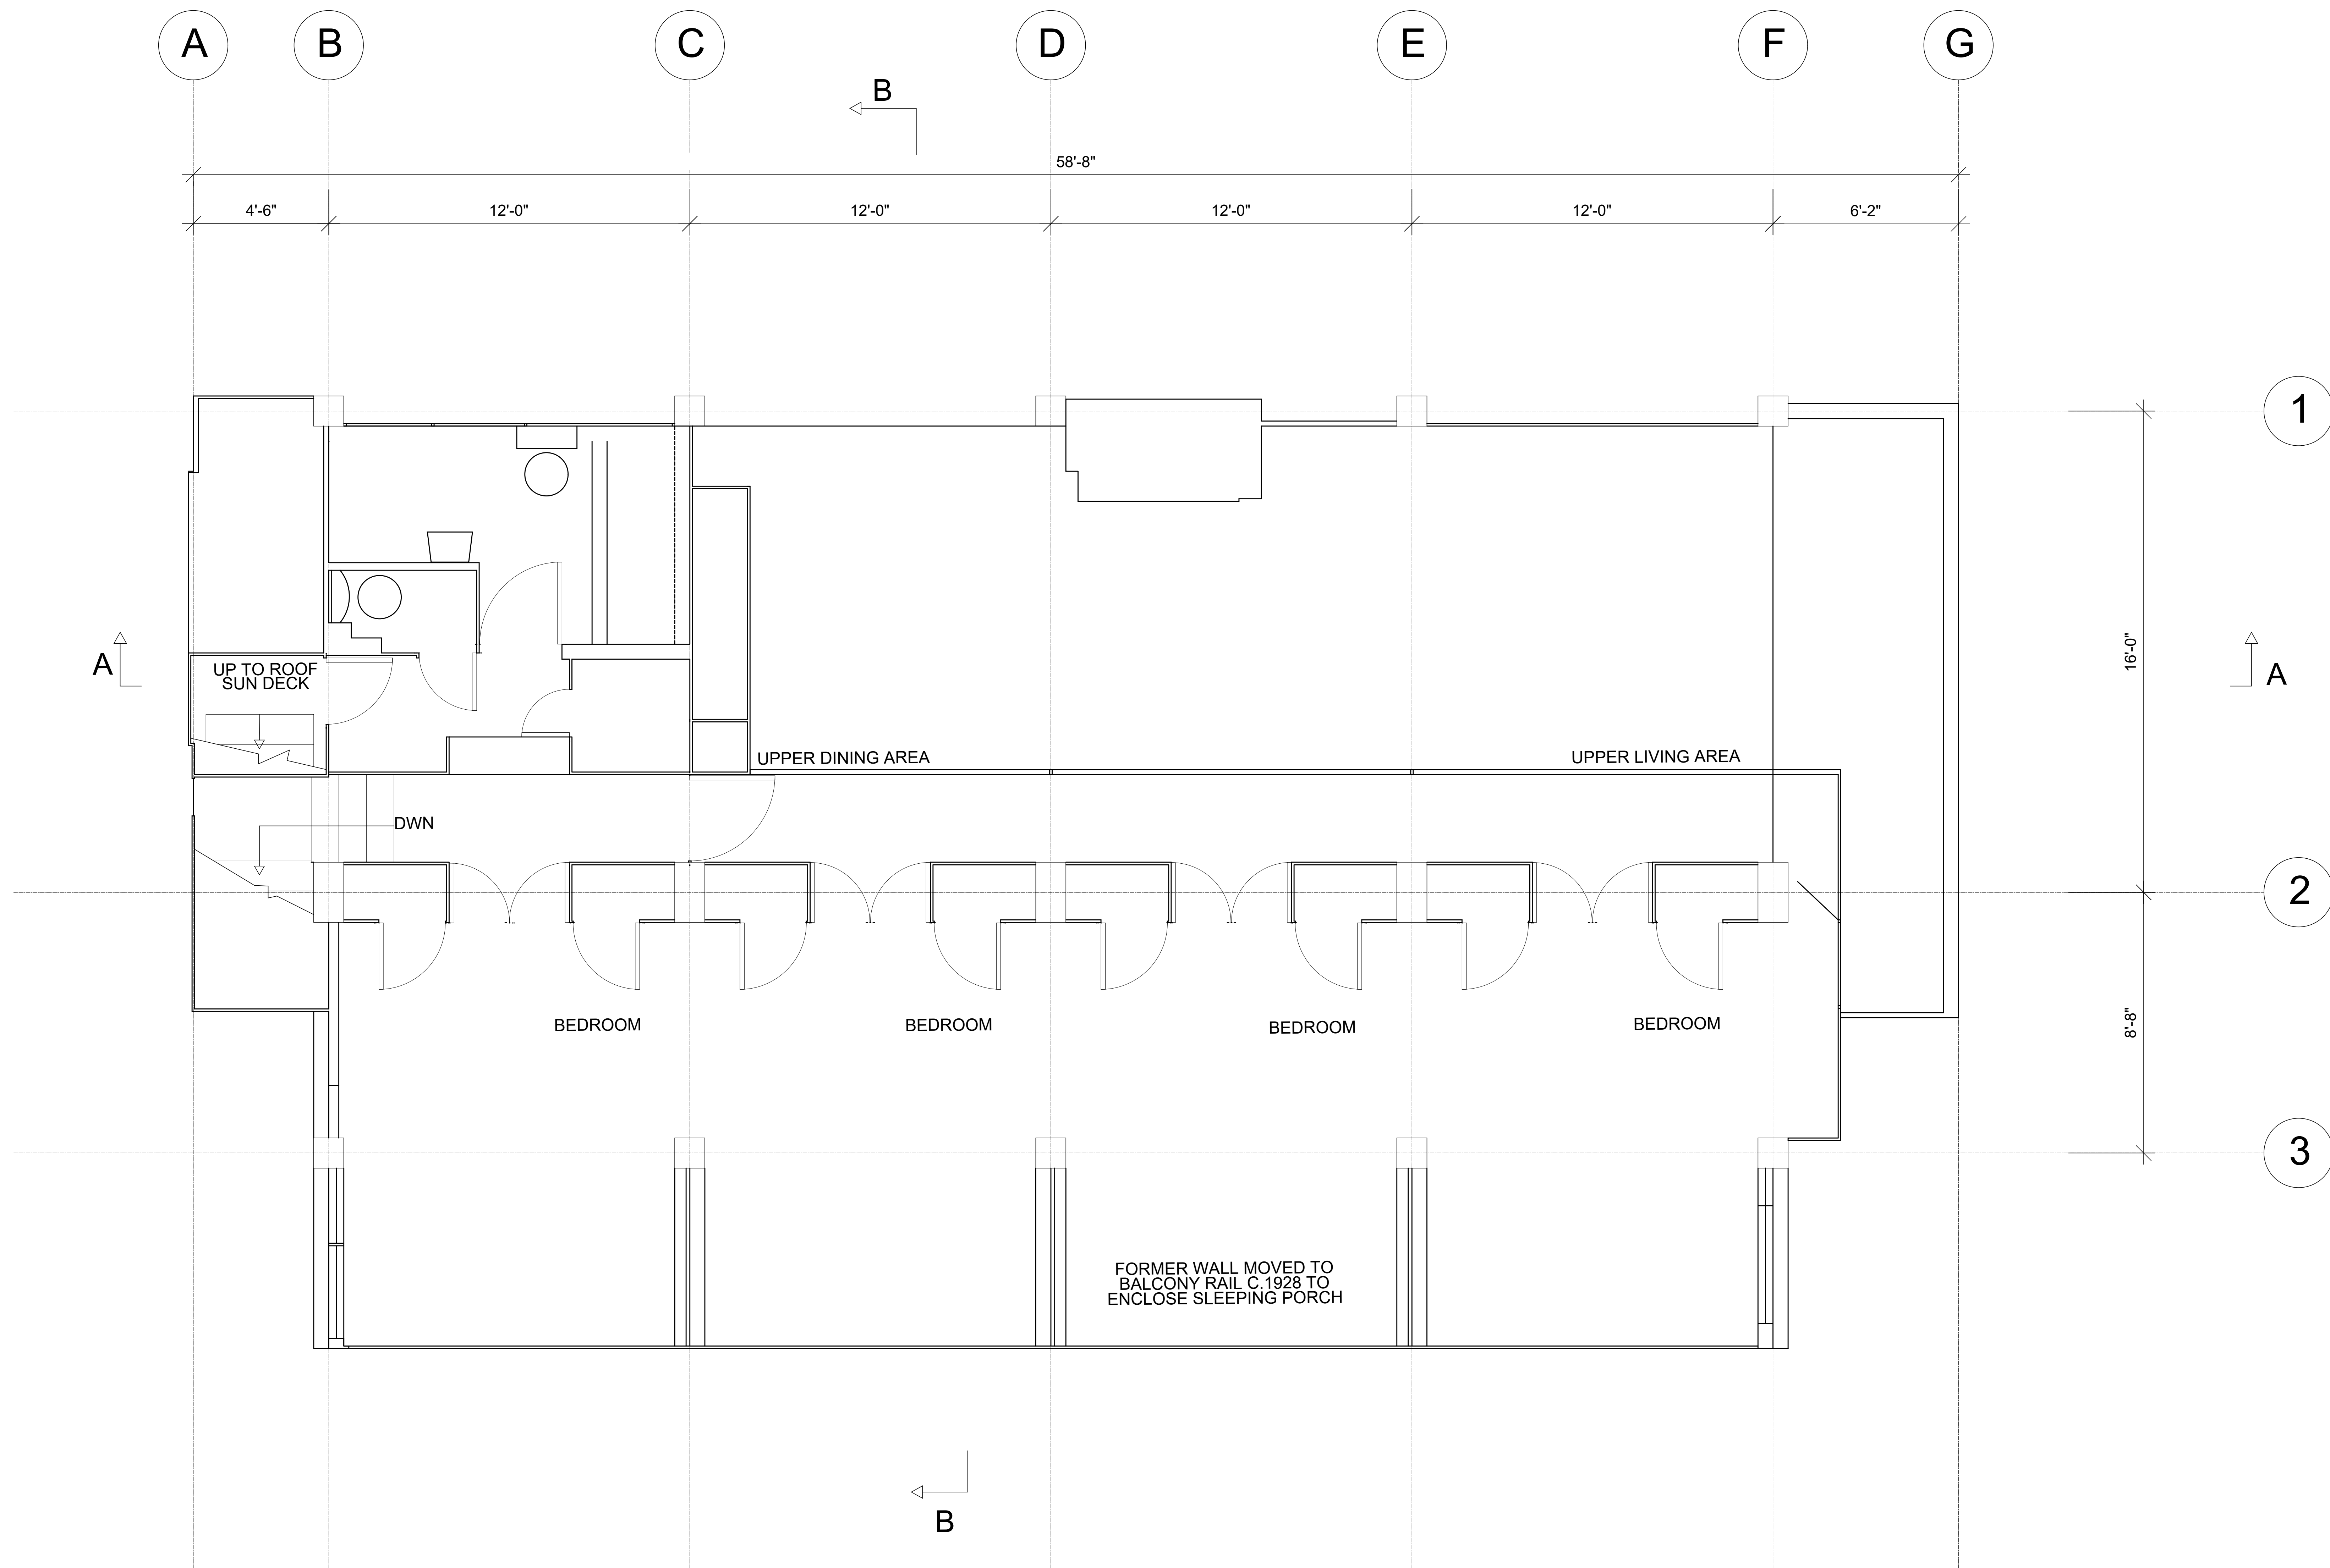 A B C D E F G
B
58'-8"
4'-6" 12'-0" 12'-0" 12'-0" 12'-0" 6'-2"
1
16'-0"
A
UP TO ROOF
SUN DECK
A
UPPER DINING AREA
UPPER LIVING AREA
DWN
2
8'-8"
BEDROOM BEDROOM BEDROOM BEDROOM
3
FORMER WALL MOVED TO
BALCONY RAIL C.1928 TO
ENCLOSE SLEEPING PORCH
B